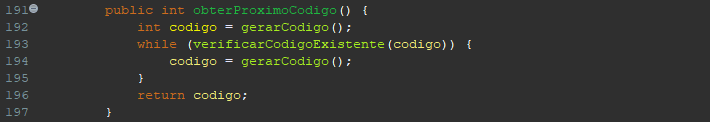 191 public int obterProximoCodigo() {
192 int codigo = gerarCodigo();
193 while (verificarCodigoExistente(codigo)) {
194 codigo = gerarCodigo();
195 }
196 return codigo;
197 }